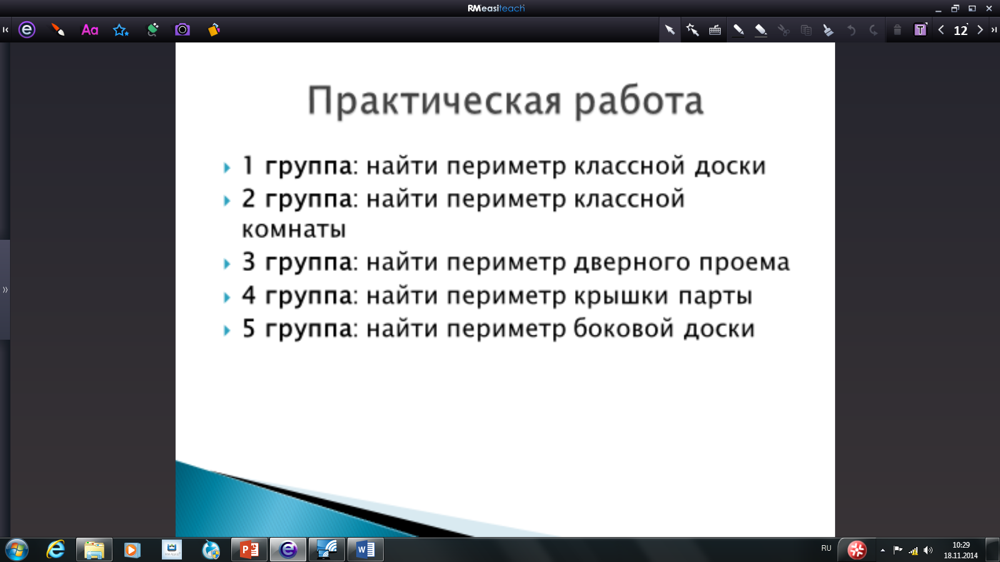 RMeasiteach
Aa
T
12
Практическая работа
1 группа: найти периметр классной доски
2 группа: найти периметр классной
комнаты
3 группа: найти периметр дверного проема
4 группа: найти периметр крышки парты
5 группа: найти периметр боковой доски
RU
10:29
18.11.2014